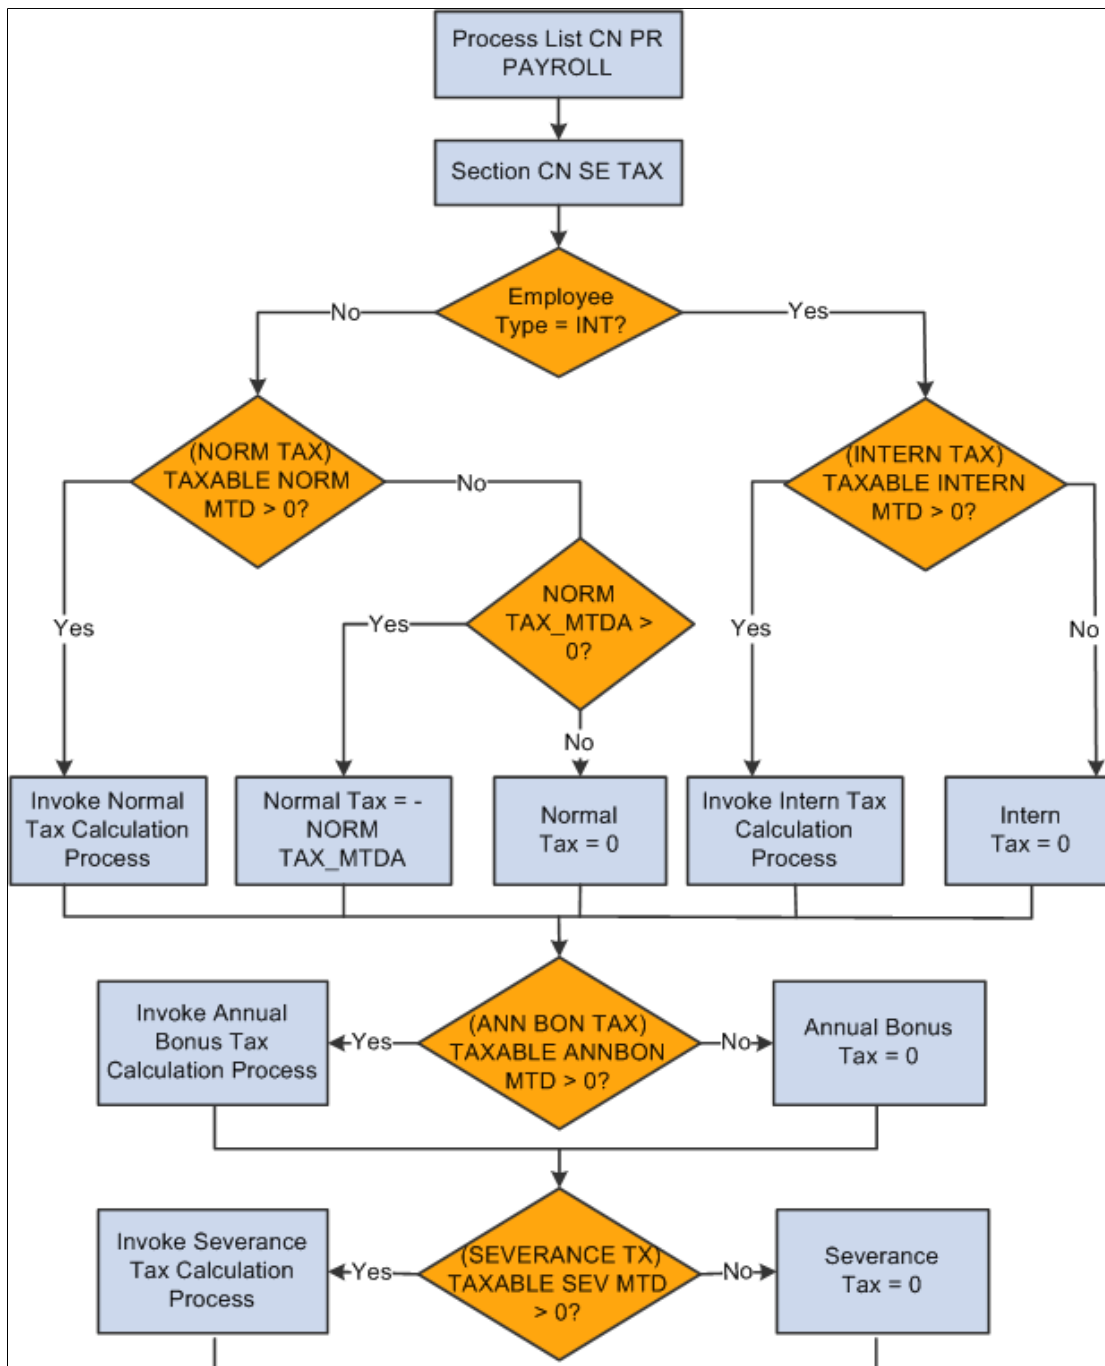 Process List CN PR
PAYROLL
Section CN SE TAX
Employee
Type = INT?
No
Yes
(NORM TAX)
TAXABLE NORM
MTD > 0?
(INTERN TAX)
TAXABLE INTERN
MTD > 0?
No
Yes
NORM
TAX_MTDA >
0?
Yes
Yes
No
No
Invoke Normal
Tax Calculation
Process
Normal Tax = -
NORM
TAX_MTDA
Normal
Tax = 0
Invoke Intern Tax
Calculation
Process
Intern
Tax = 0
Invoke Annual
Bonus Tax
Calculation Process
Yes
(ANN BON TAX)
TAXABLE ANNBON
MTD > 0?
No
Annual Bonus
Tax = 0
Invoke Severance
Tax Calculation
Process
Yes
(SEVERANCE TX)
TAXABLE SEV MTD
> 0?
No
Severance
Tax = 0